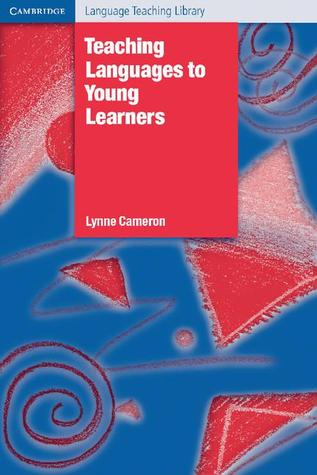 CAMBRIDGE Language Teaching Library
Teaching
Languages to
Young
Learners
Lynne Cameron